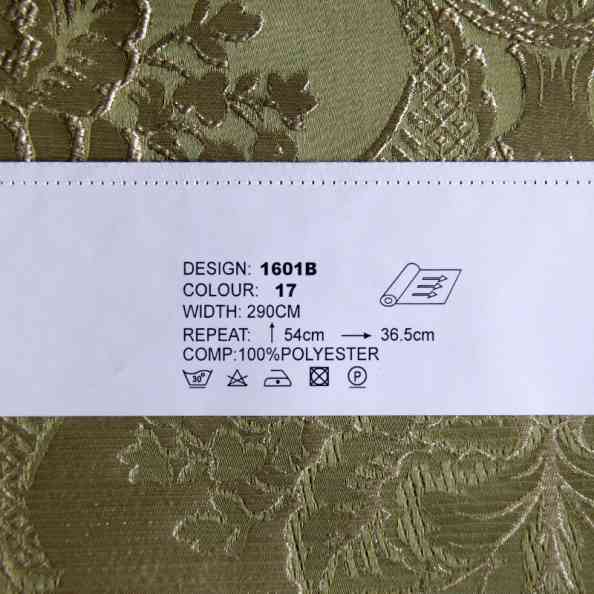 DESIGN: 1601B
COLOUR: 17
WIDTH: 290CM
REPEAT: ↑ 54cm → 36.5cm
COMP:100%POLYESTER
30° P